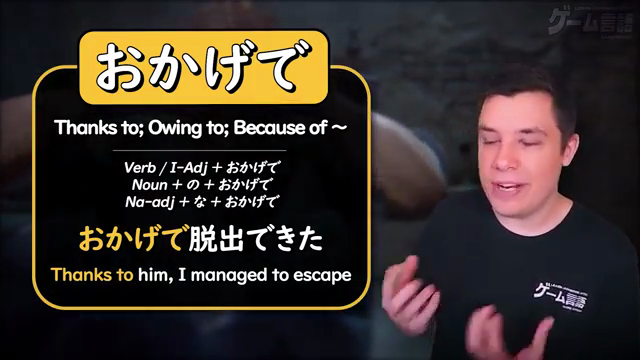 おかげで
Thanks to; Owing to; Because of ～
Verb / I-Adj + おかげで
Noun + の + おかげで
Na-adj + な + おかげで
おかげで脱出できた
Thanks to him, I managed to escape
ゲーム言語
ゲーム言語